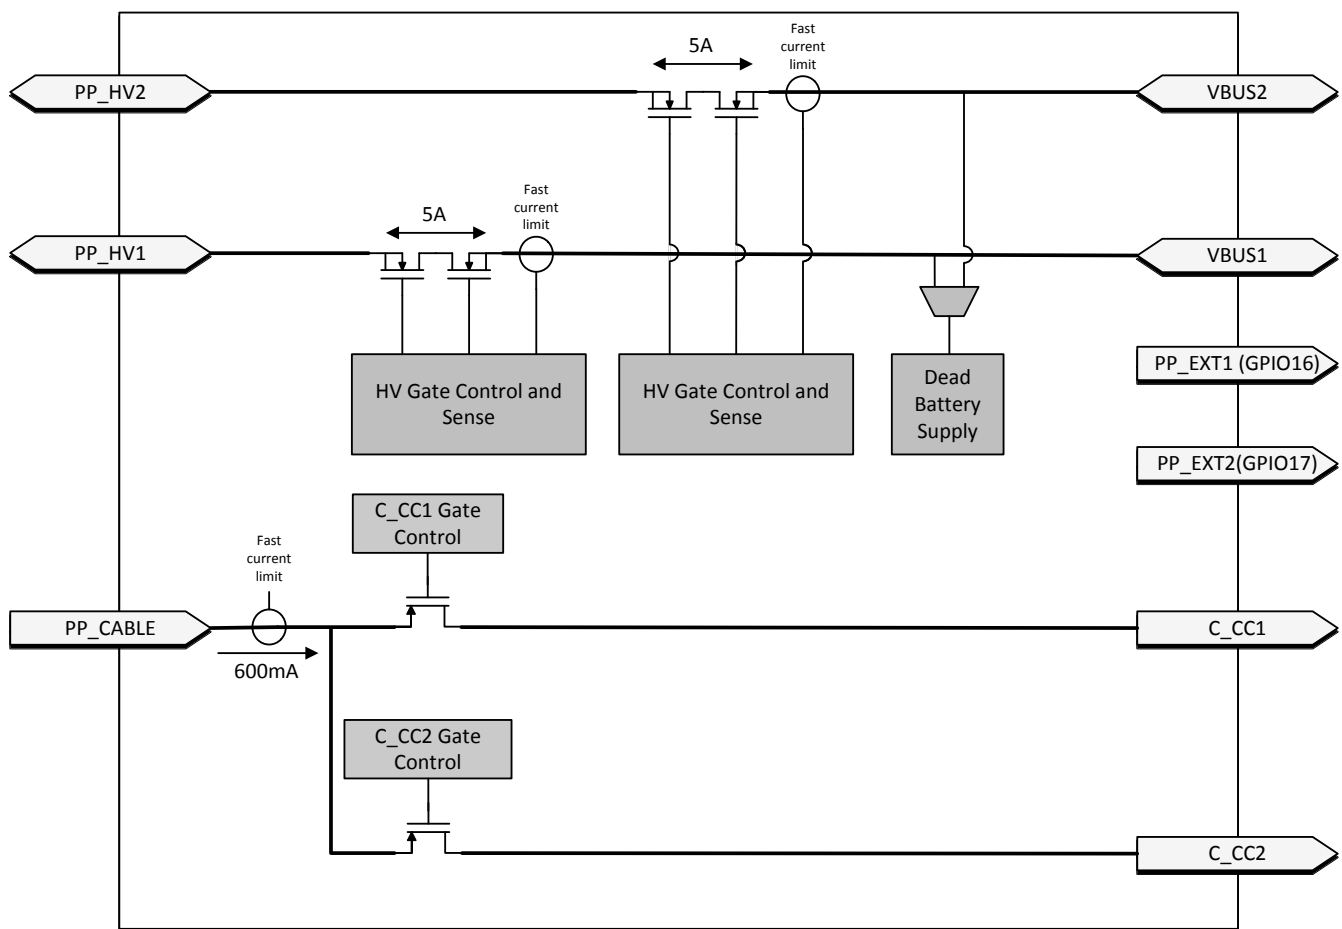 Fast
current
limit
5A
PP_HV2
VBUS2
Fast
current
limit
5A
PP_HV1
VBUS1
HV Gate Control and
Sense
HV Gate Control and
Sense
Dead
Battery
Supply
PP_EXT1 (GPIO16)
PP_EXT2(GPIO17)
C_CC1 Gate
Control
Fast
current
limit
PP_CABLE
600mA
C_CC1
C_CC2 Gate
Control
C_CC2